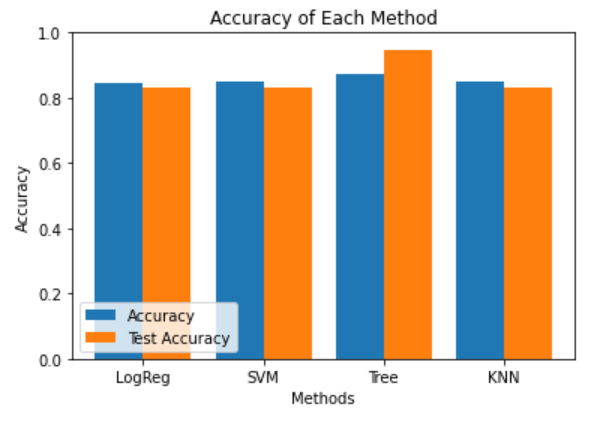 Accuracy of Each Method
1.0
0.8
0.6
0.4
0.2
0.0
Accuracy
Accuracy
Test Accuracy
LogReg SVM Tree KNN
Methods